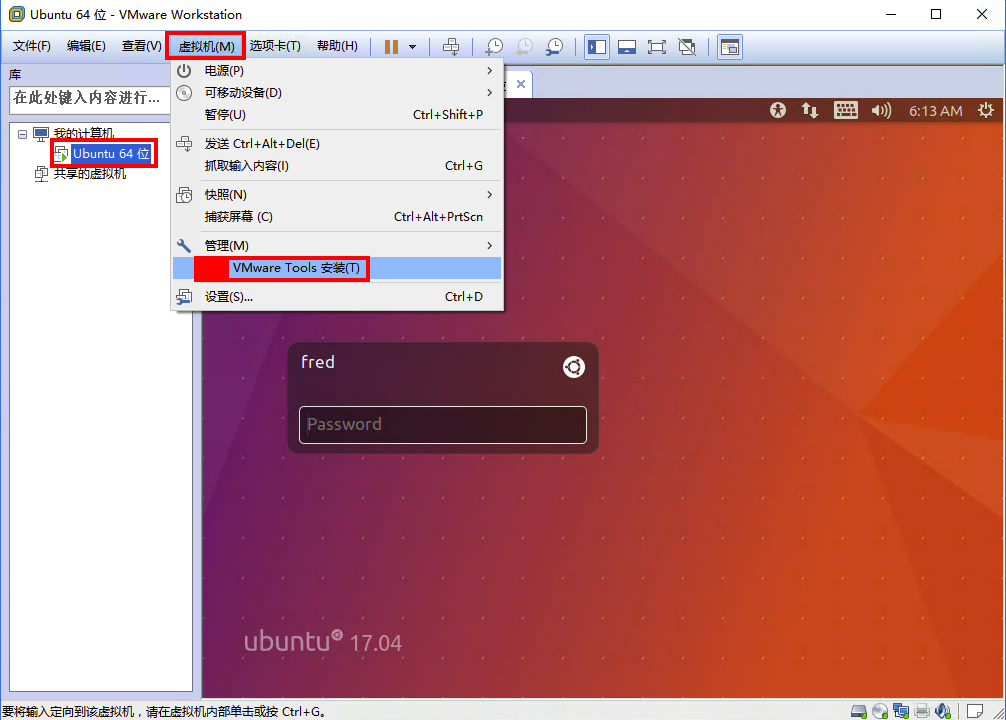 Ubuntu 64 位 - VMware Workstation
文件(F) 编辑(E) 查看(V) 虚拟机(M) 选项卡(T) 帮助(H)
库
在此处键入内容进行...
我的计算机
Ubuntu 64 位
共享的虚拟机
电源(P)
可移动设备(D)
暂停(U) Ctrl+Shift+P
发送 Ctrl+Alt+Del(E)
抓取输入内容(I) Ctrl+G
快照(N)
捕获屏幕 (C) Ctrl+Alt+PrtScn
管理(M)
VMware Tools 安装(T)
设置(S)... Ctrl+D
6:13 AM
fred
Password
ubuntu 17.04
要将输入定向到该虚拟机，请在虚拟机内部单击或按 Ctrl+G。